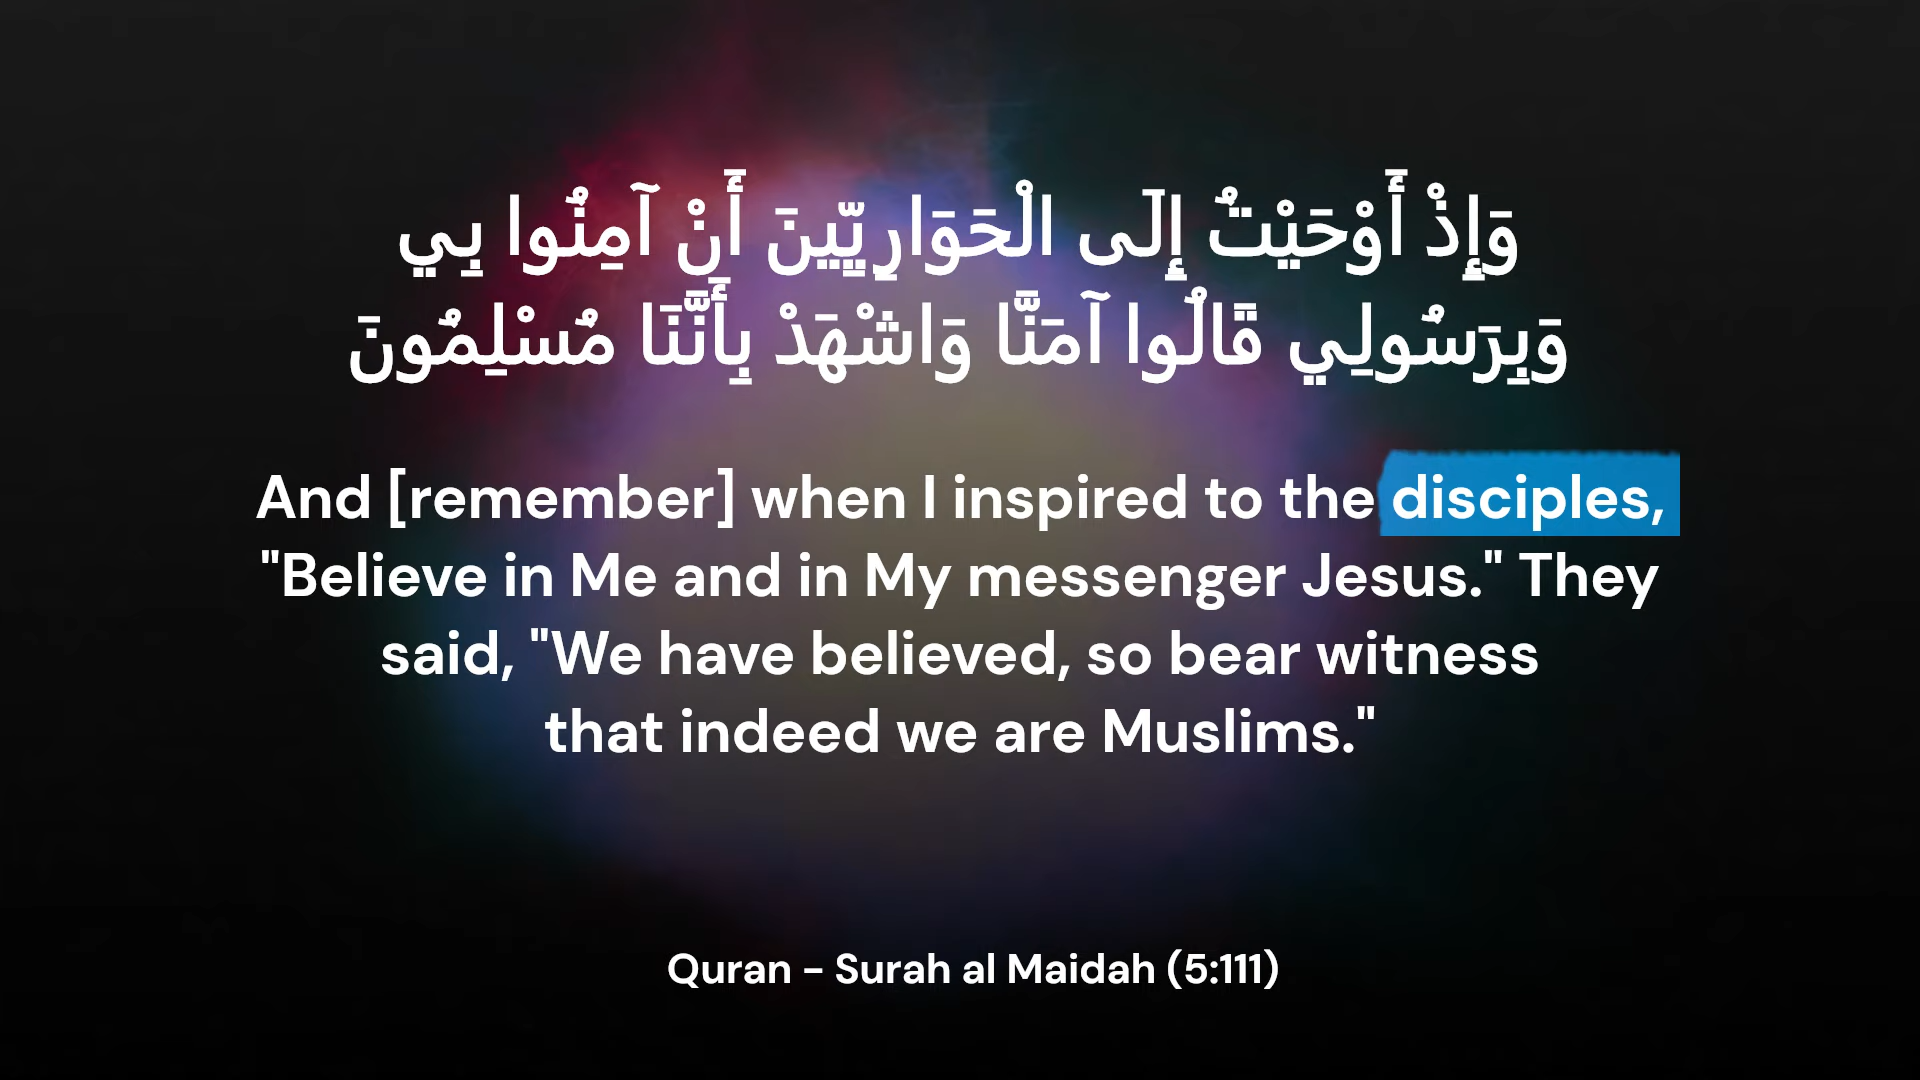 وَإِذْ أَوْحَيْتُ إِلَى الْحَوَارِيِّينَ أَنْ آمِنُوا بِي
وَبِرَسُولِي قَالُوا آمَنَّا وَاشْهَدْ بِأَنَّنَا مُسْلِمُونَ
And [remember] when I inspired to the disciples,
"Believe in Me and in My messenger Jesus." They
said, "We have believed, so bear witness
that indeed we are Muslims."
Quran - Surah al Maidah (5:111)